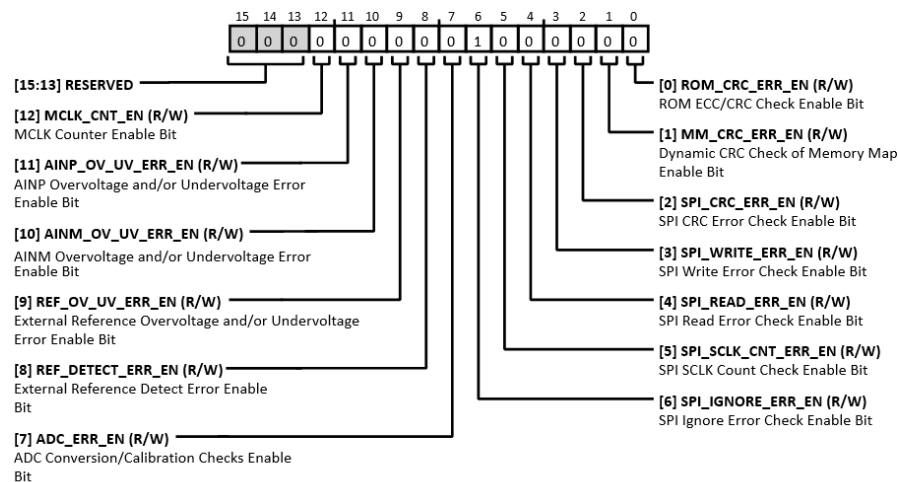 15 14 13 12 11 10 9 8 7 6 5 4 3 2 1 0
0 0 0 0 0 0 0 0 0 1 0 0 0 0 0 0
[15:13] RESERVED
[12] MCLK_CNT_EN (R/W)
MCLK Counter Enable Bit
[11] AINP_OV_UV_ERR_EN (R/W)
AINP Overvoltage and/or Undervoltage Error
Enable Bit
[10] AINM_OV_UV_ERR_EN (R/W)
AINM Overvoltage and/or Undervoltage Error
Enable Bit
[9] REF_OV_UV_ERR_EN (R/W)
External Reference Overvoltage and/or Undervoltage
Error Enable Bit
[8] REF_DETECT_ERR_EN (R/W)
External Reference Detect Error Enable
Bit
[7] ADC_ERR_EN (R/W)
ADC Conversion/Calibration Checks Enable
Bit
[0] ROM_CRC_ERR_EN (R/W)
ROM ECC/CRC Check Enable Bit
[1] MM_CRC_ERR_EN (R/W)
Dynamic CRC Check of Memory Map
Enable Bit
[2] SPI_CRC_ERR_EN (R/W)
SPI CRC Error Check Enable Bit
[3] SPI_WRITE_ERR_EN (R/W)
SPI Write Error Check Enable Bit
[4] SPI_READ_ERR_EN (R/W)
SPI Read Error Check Enable Bit
[5] SPI_SCLK_CNT_ERR_EN (R/W)
SPI SCLK Count Check Enable Bit
[6] SPI_IGNORE_ERR_EN (R/W)
SPI Ignore Error Check Enable Bit